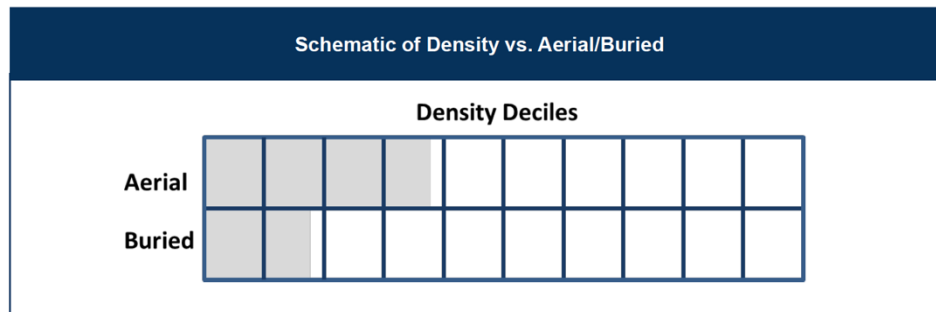 Schematic of Density vs. Aerial/Buried
Density Deciles
Aerial
Buried